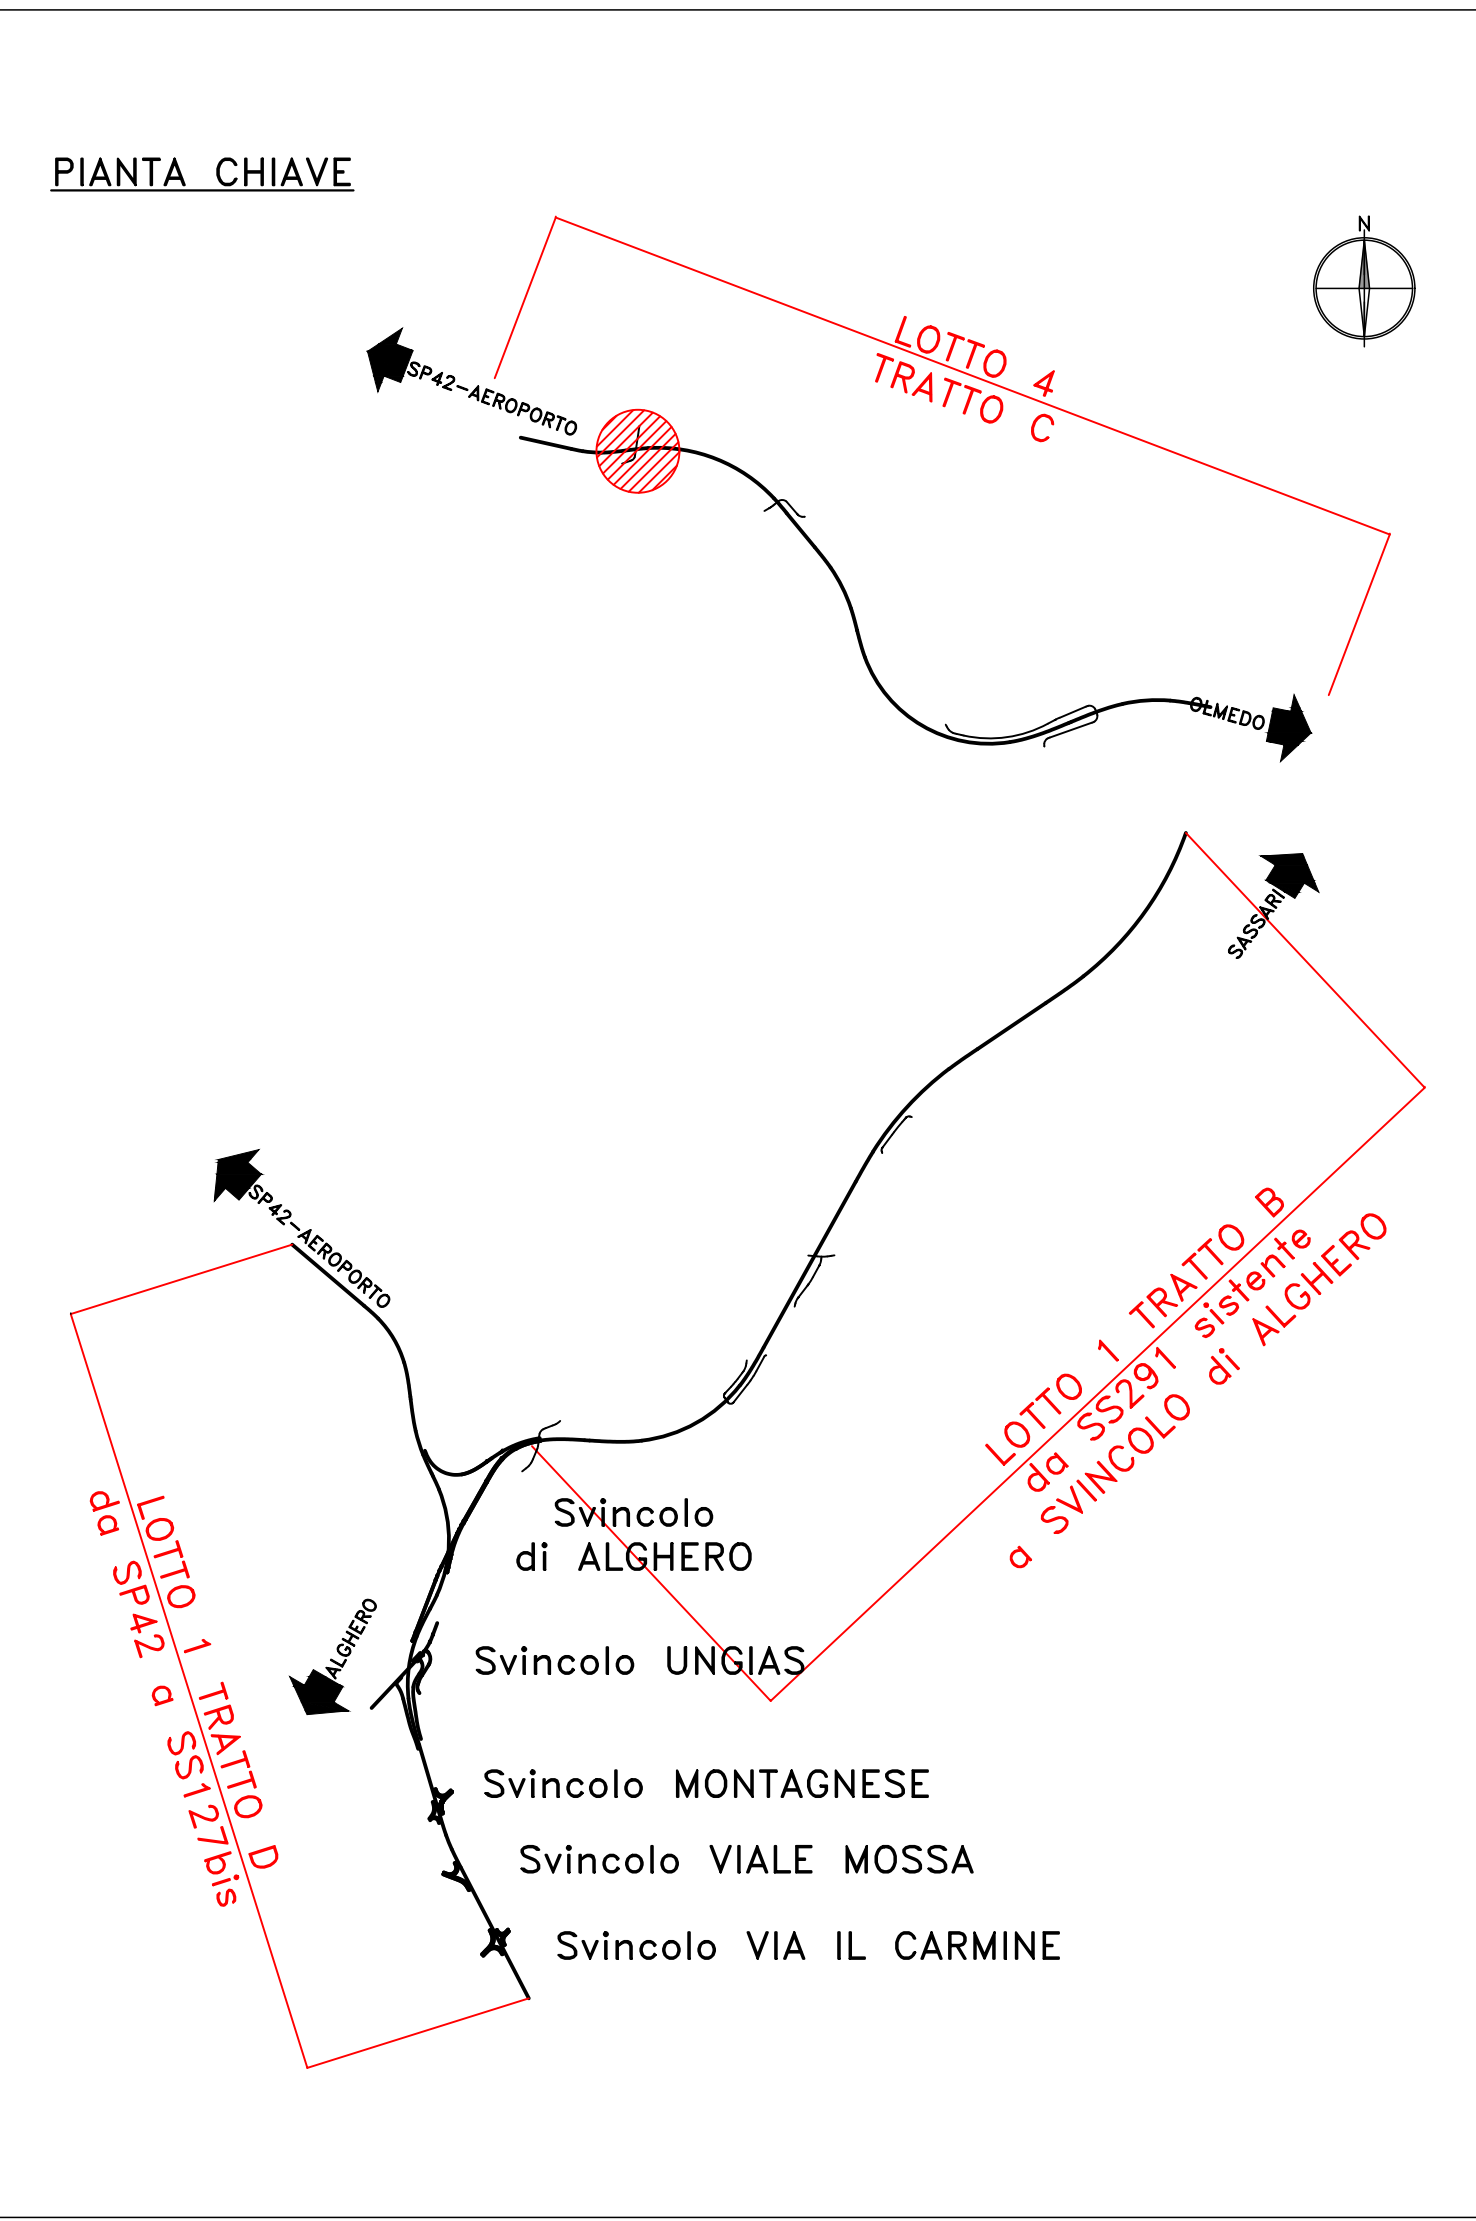 PIANTA CHIAVE
N
LOTTO 4
TRATTO C
SP42-AEROPORTO
OLMEDO
SASSARI
SP42-AEROPORTO
LOTTO 1 TRATTO B
da SS291 sistente
a SVINCOLO di ALGHERO
Svincolo
di ALGHERO
LOTTO 1 TRATTO D
da SP42 a SS127bis
ALGHERO
Svincolo UNGIAS
Svincolo MONTAGNESE
Svincolo VIALE MOSSA
Svincolo VIA IL CARMINE